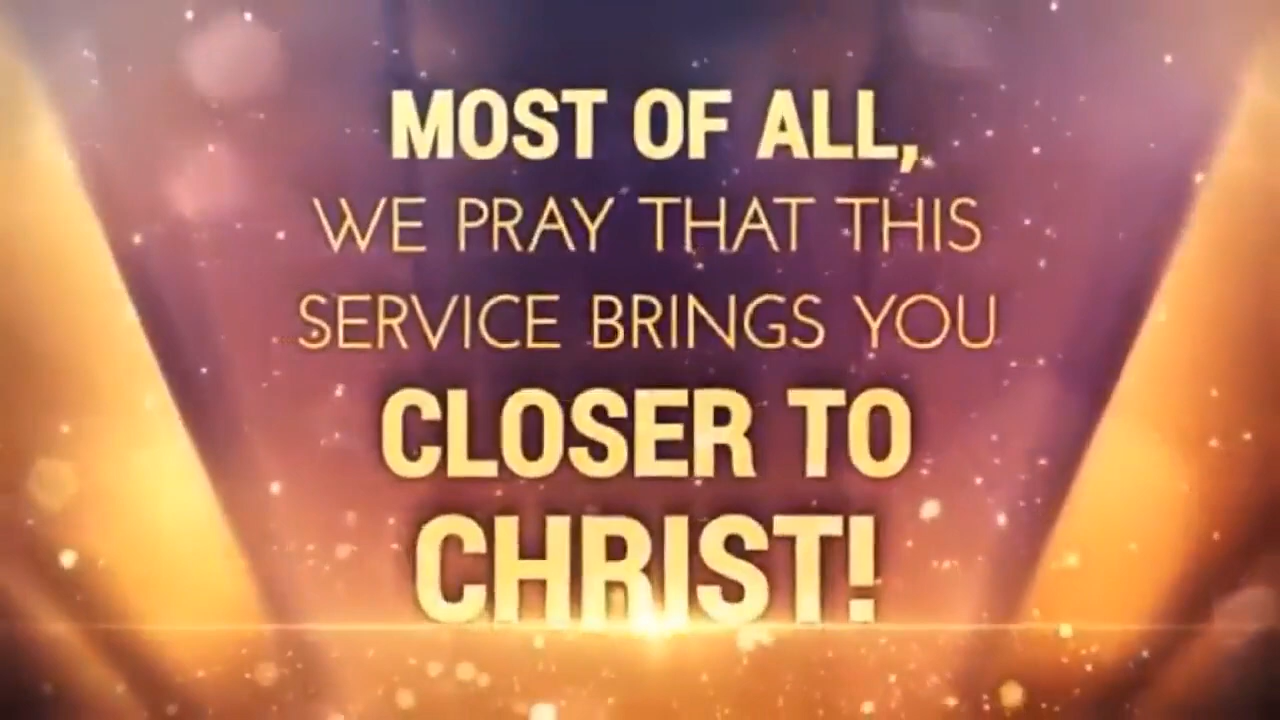 MOST OF ALL,
WE PRAY THAT THIS
SERVICE BRINGS YOU
CLOSER TO
CHRIST!